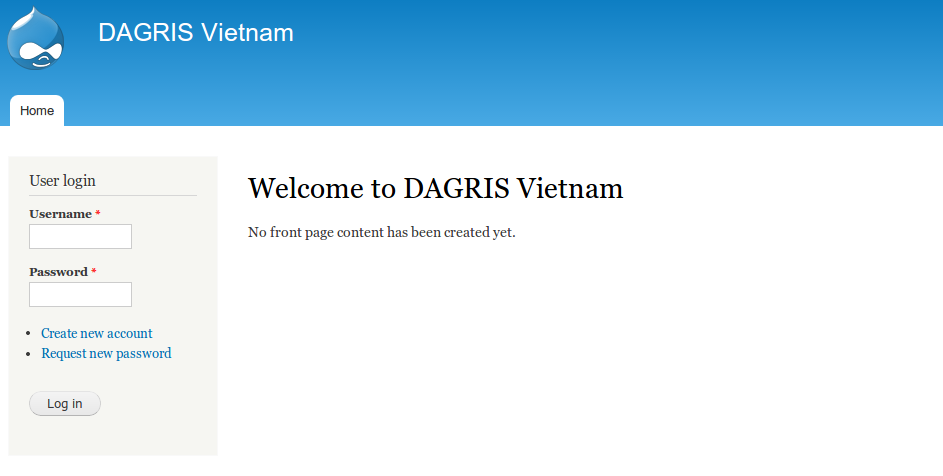 DAGRIS Vietnam
Home
User login
Username *
Password *
Create new account
Request new password
Log in
Welcome to DAGRIS Vietnam
No front page content has been created yet.